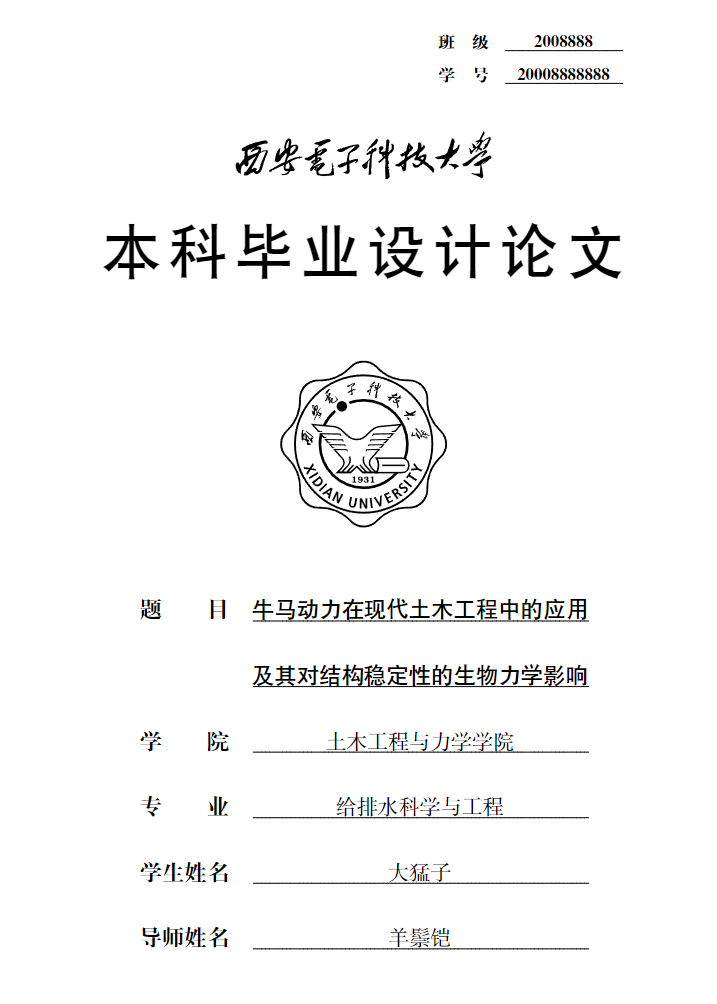 班 级 2008888
学 号 20008888888
西安電子科技大學
本科毕业设计论文
西安電子科技大學
1931
XIDIAN UNIVERSITY
题 目 牛马动力在现代土木工程中的应用
及其对结构稳定性的生物力学影响
学 院 土木工程与力学学院
专 业 给排水科学与工程
学生姓名 大猛子
导师姓名 羊鬃铠